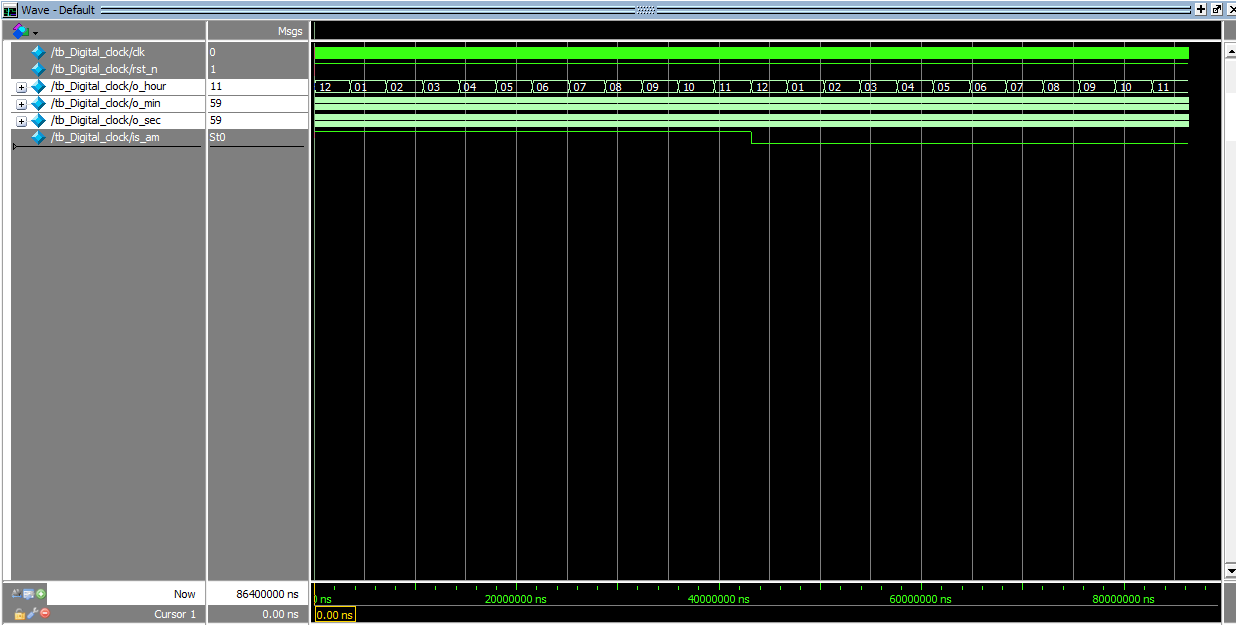 Wave - Default
Msgs
/tb_Digital_clock/clk 0
/tb_Digital_clock/rst_n 1
/tb_Digital_clock/o_hour 11 12 01 02 03 04 05 06 07 08 09 10 11 12 01 02 03 04 05 06 07 08 09 10 11
/tb_Digital_clock/o_min 59
/tb_Digital_clock/o_sec 59
/tb_Digital_clock/is_am St0
Now 86400000 ns 0 ns 20000000 ns 40000000 ns 60000000 ns 80000000 ns
Cursor 1 0.00 ns 0.00 ns